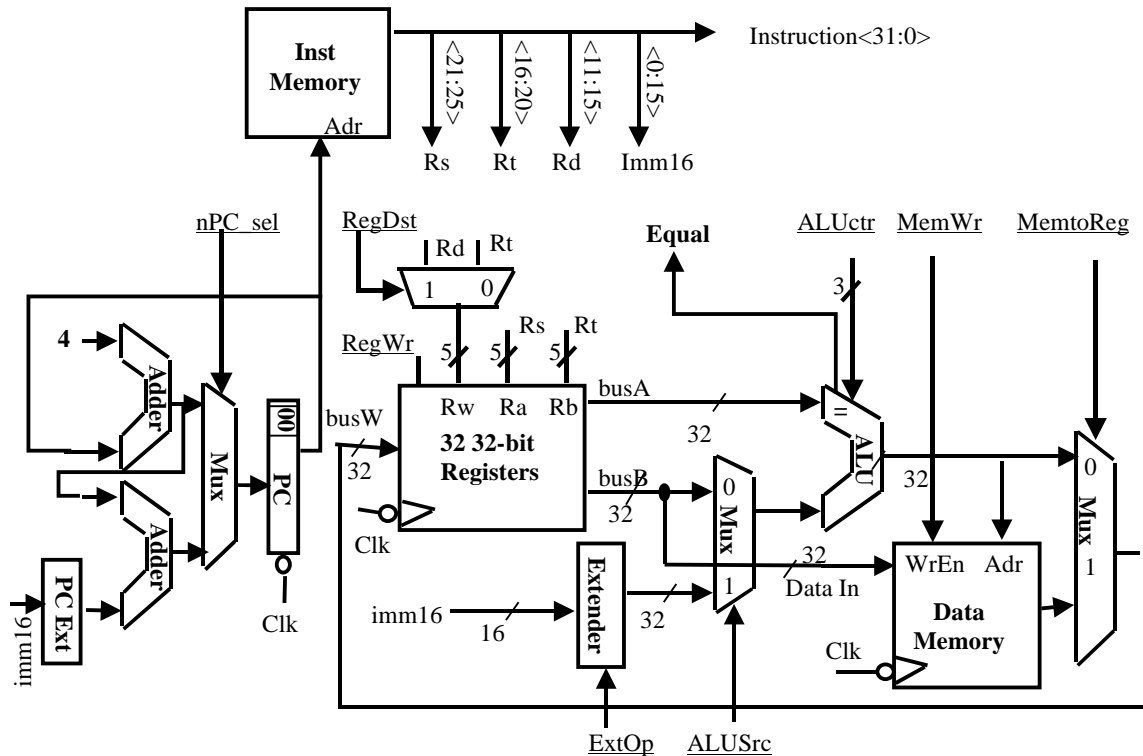 Inst
Memory
Adr
Instruction<31:0>
<21:25>
<16:20>
<11:15>
<0:15>
Rs
Rt
Rd
Imm16
nPC_sel
RegDst
Rd
Rt
Equal
ALUctr
MemWr
MemtoReg
1
0
3
4
Adder
RegWr
5
5
Rs
5
Rt
busW
32
Rw
Ra
Rb
32 32-bit
Registers
Clk
busA
32
busB
32
=
ALU
32
00
PC
Mux
Clk
Adder
PC Ext
imm16
0
Mux
1
0
Mux
1
imm16
16
Extender
32
32
Data In
WrEn
Adr
Data
Memory
Clk
ExtOp
ALUSrc